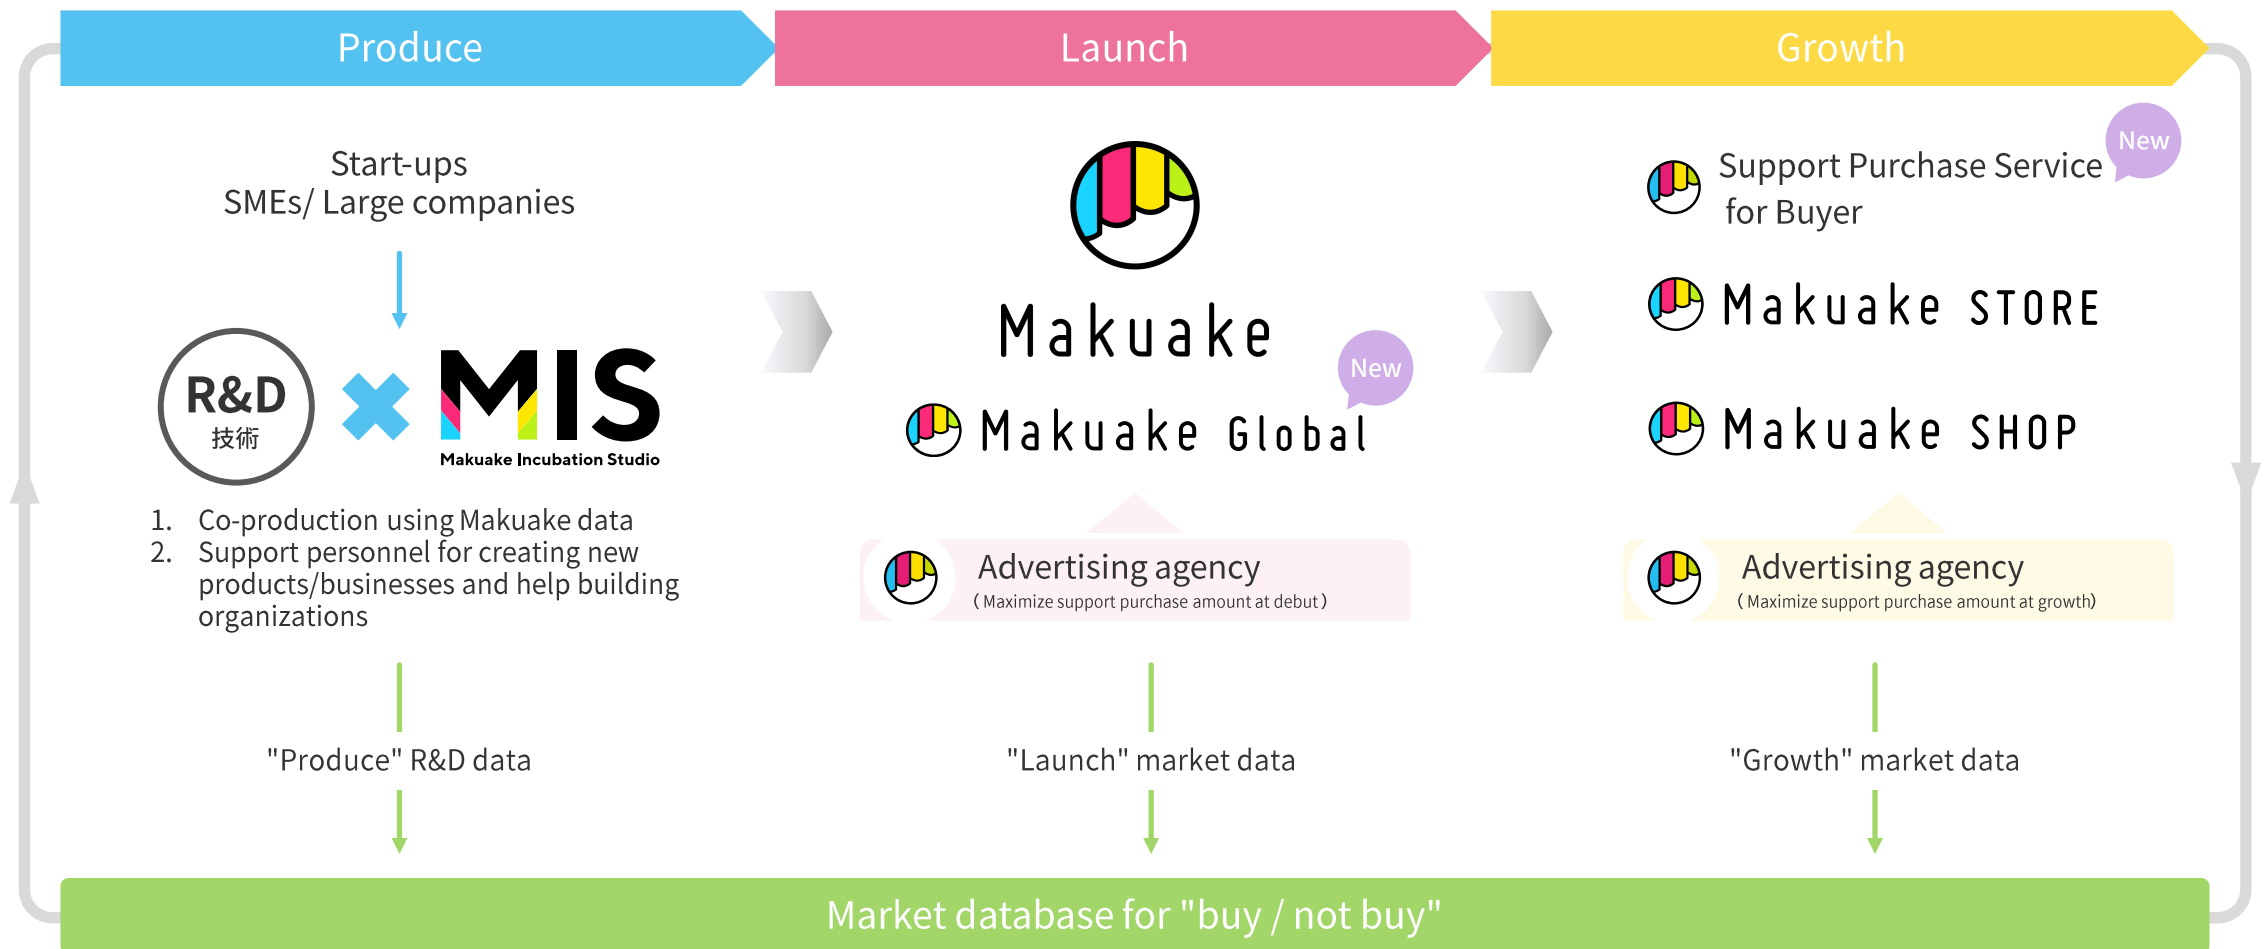 Produce
Launch
Growth
Start-ups
SMEs/ Large companies
R&D
技術
MIS
Makuake Incubation Studio
1. Co-production using Makuake data
2. Support personnel for creating new
products/businesses and help building
organizations
Makuake
New
Makuake Global
Advertising agency
( Maximize support purchase amount at debut )
New
Support Purchase Service
for Buyer
Makuake STORE
Makuake SHOP
Advertising agency
( Maximize support purchase amount at growth)
"Produce" R&D data
"Launch" market data
"Growth" market data
Market database for "buy / not buy"